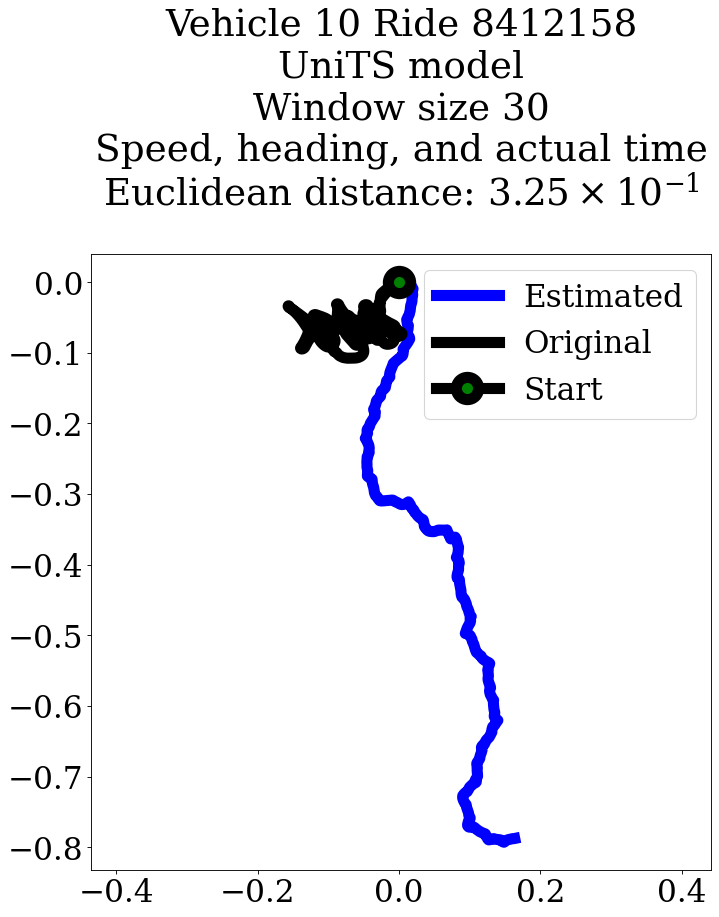 Vehicle 10 Ride 8412158
UniTS model
Window size 30
Speed, heading, and actual time
Euclidean distance: 3.25 × 10⁻¹
Estimated
Original
Start
0.0
−0.1
−0.2
−0.3
−0.4
−0.5
−0.6
−0.7
−0.8
−0.4 −0.2 0.0 0.2 0.4